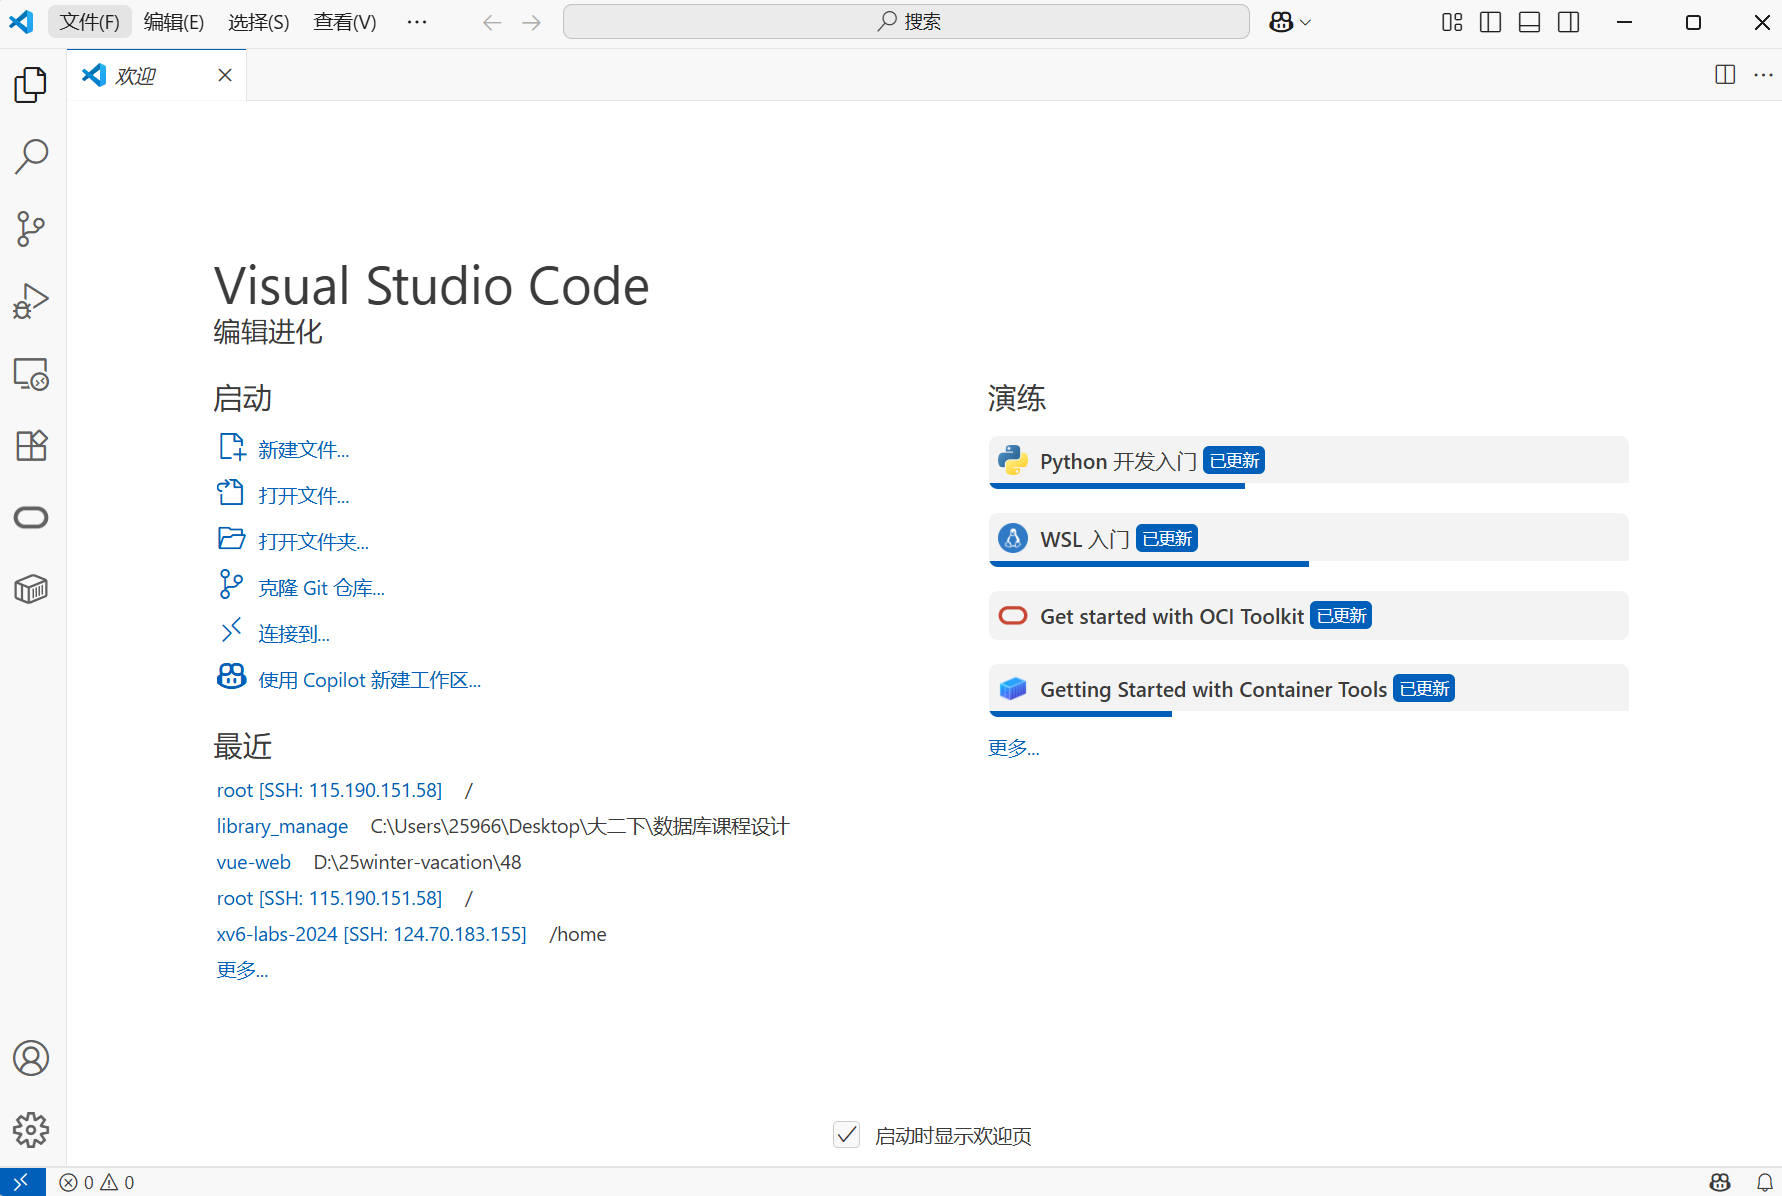 文件(F) 编辑(E) 选择(S) 查看(V) ··· 搜索
欢迎
Visual Studio Code
编辑进化
启动
新建文件...
打开文件...
打开文件夹...
克隆 Git 仓库...
连接到...
使用 Copilot 新建工作区...
最近
root [SSH: 115.190.151.58] /
library_manage C:\Users\25966\Desktop\大二下\数据库课程设计
vue-web D:\25winter-vacation\48
root [SSH: 115.190.151.58] /
xv6-labs-2024 [SSH: 124.70.183.155] /home
更多...
演练
Python 开发入门 已更新
WSL 入门 已更新
Get started with OCI Toolkit 已更新
Getting Started with Container Tools 已更新
更多...
启动时显示欢迎页
0 0